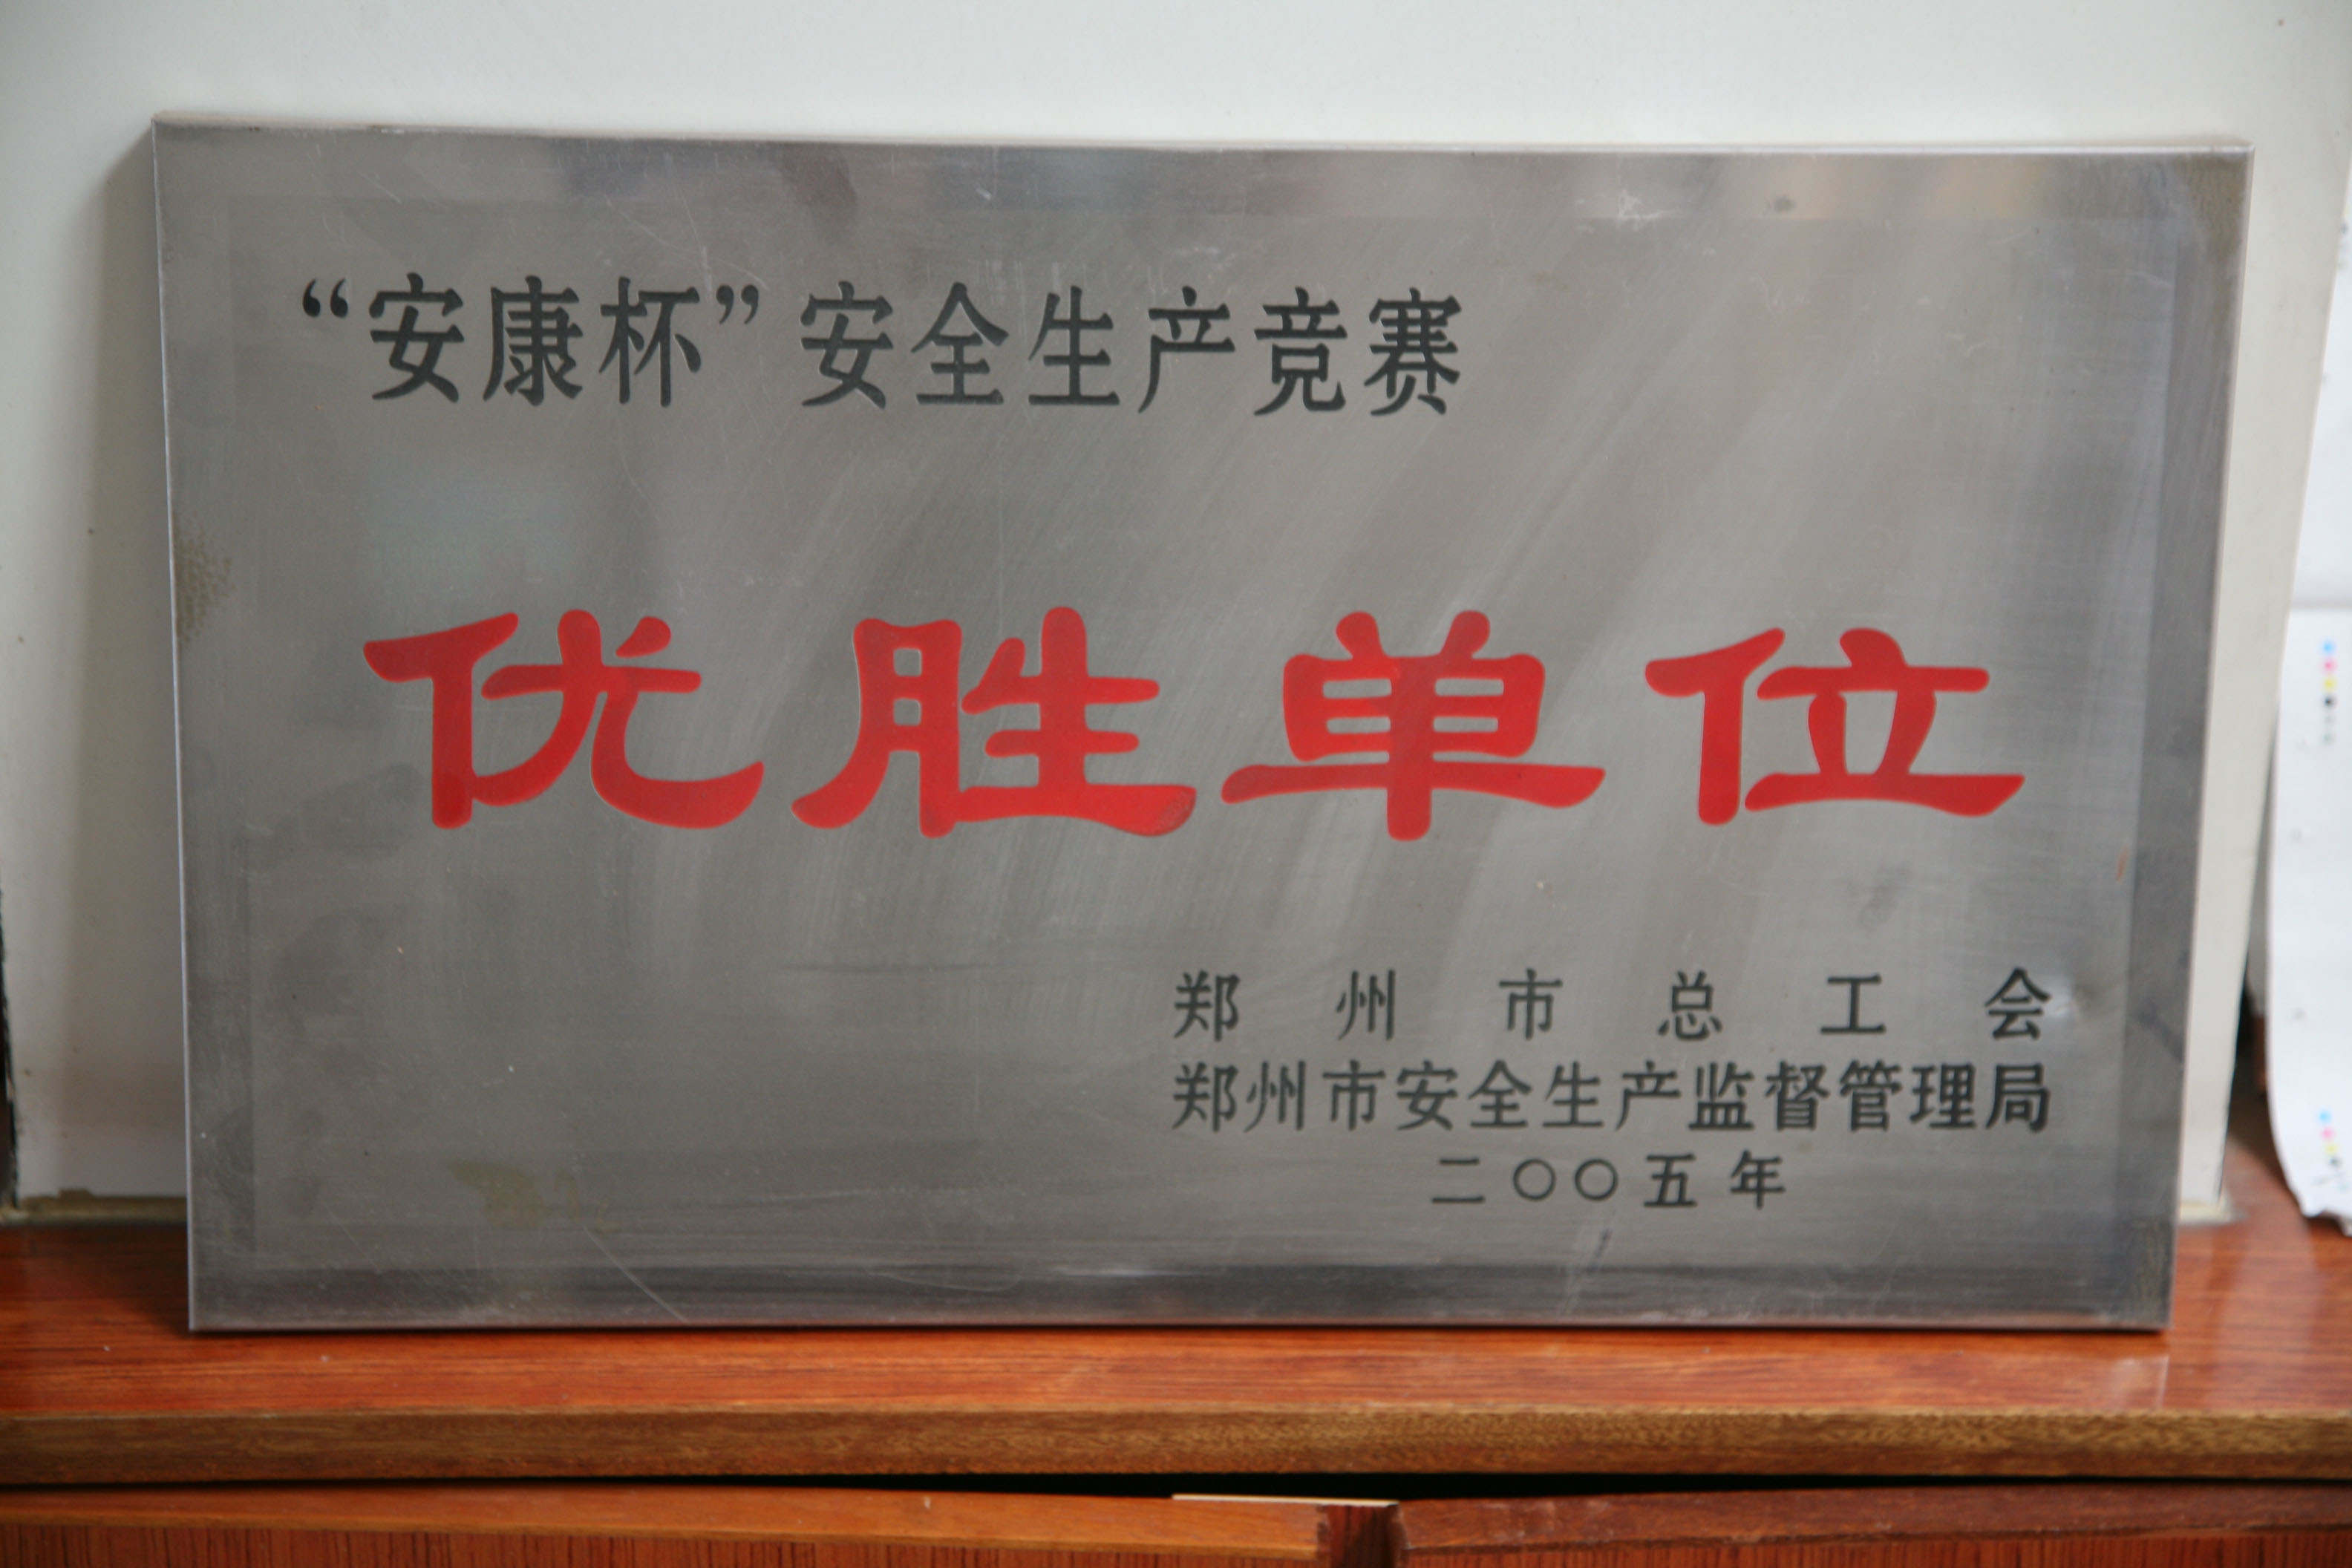 “安康杯”安全生产竞赛
优胜单位
郑州市总工会
郑州市安全生产监督管理局
二〇〇五年